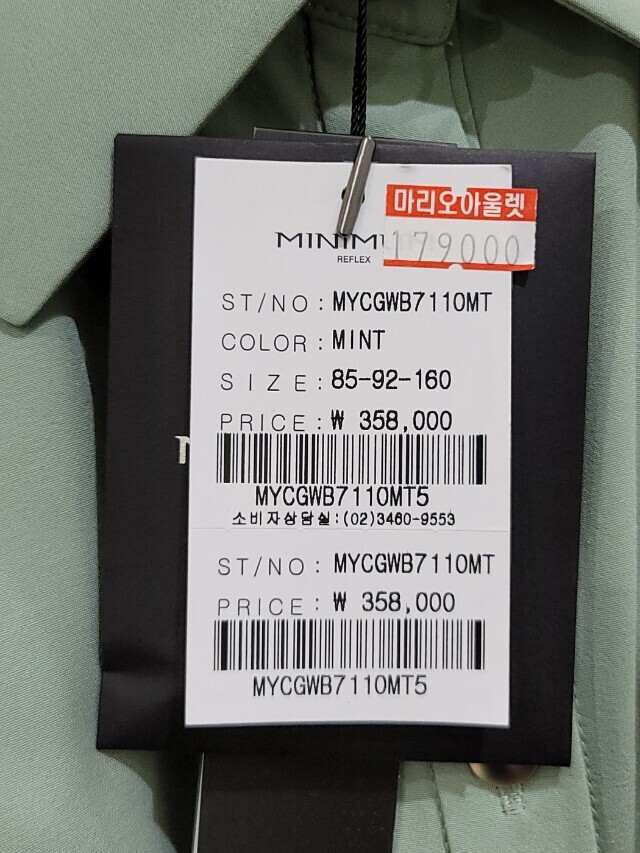 마리오아울렛
179000
REFLEX
ST/NO : MYCGWB7110MT
COLOR : MINT
SIZE : 85-92-160
PRICE : ₩ 358,000
MYCGWB7110MT5
소비자상담실:(02)3460-9553
ST/NO : MYCGWB7110MT
PRICE : ₩ 358,000
MYCGWB7110MT5